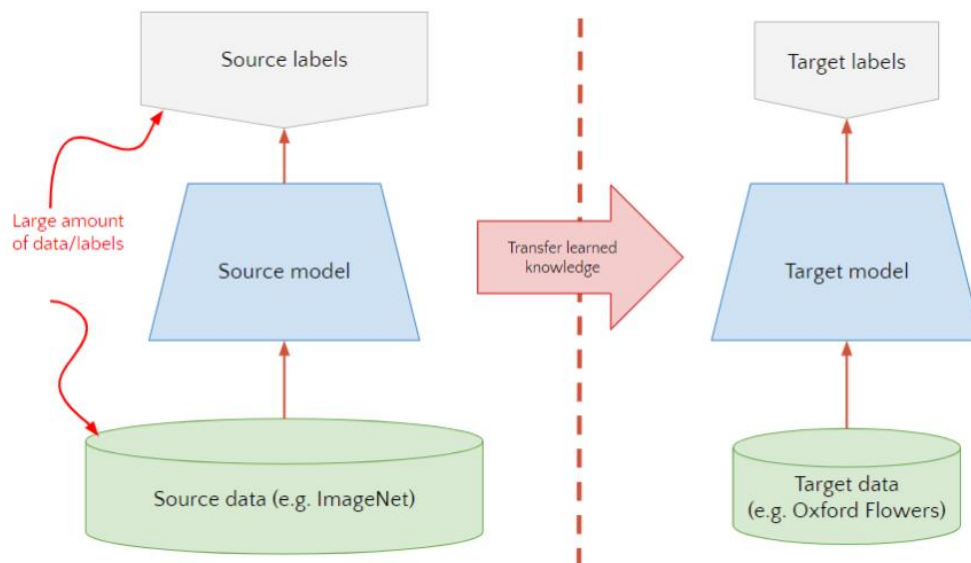 Source labels
Target labels
Large amount
of data/labels
Source model
Transfer learned
knowledge
Target model
Source data (e.g. ImageNet)
Target data
(e.g. Oxford Flowers)